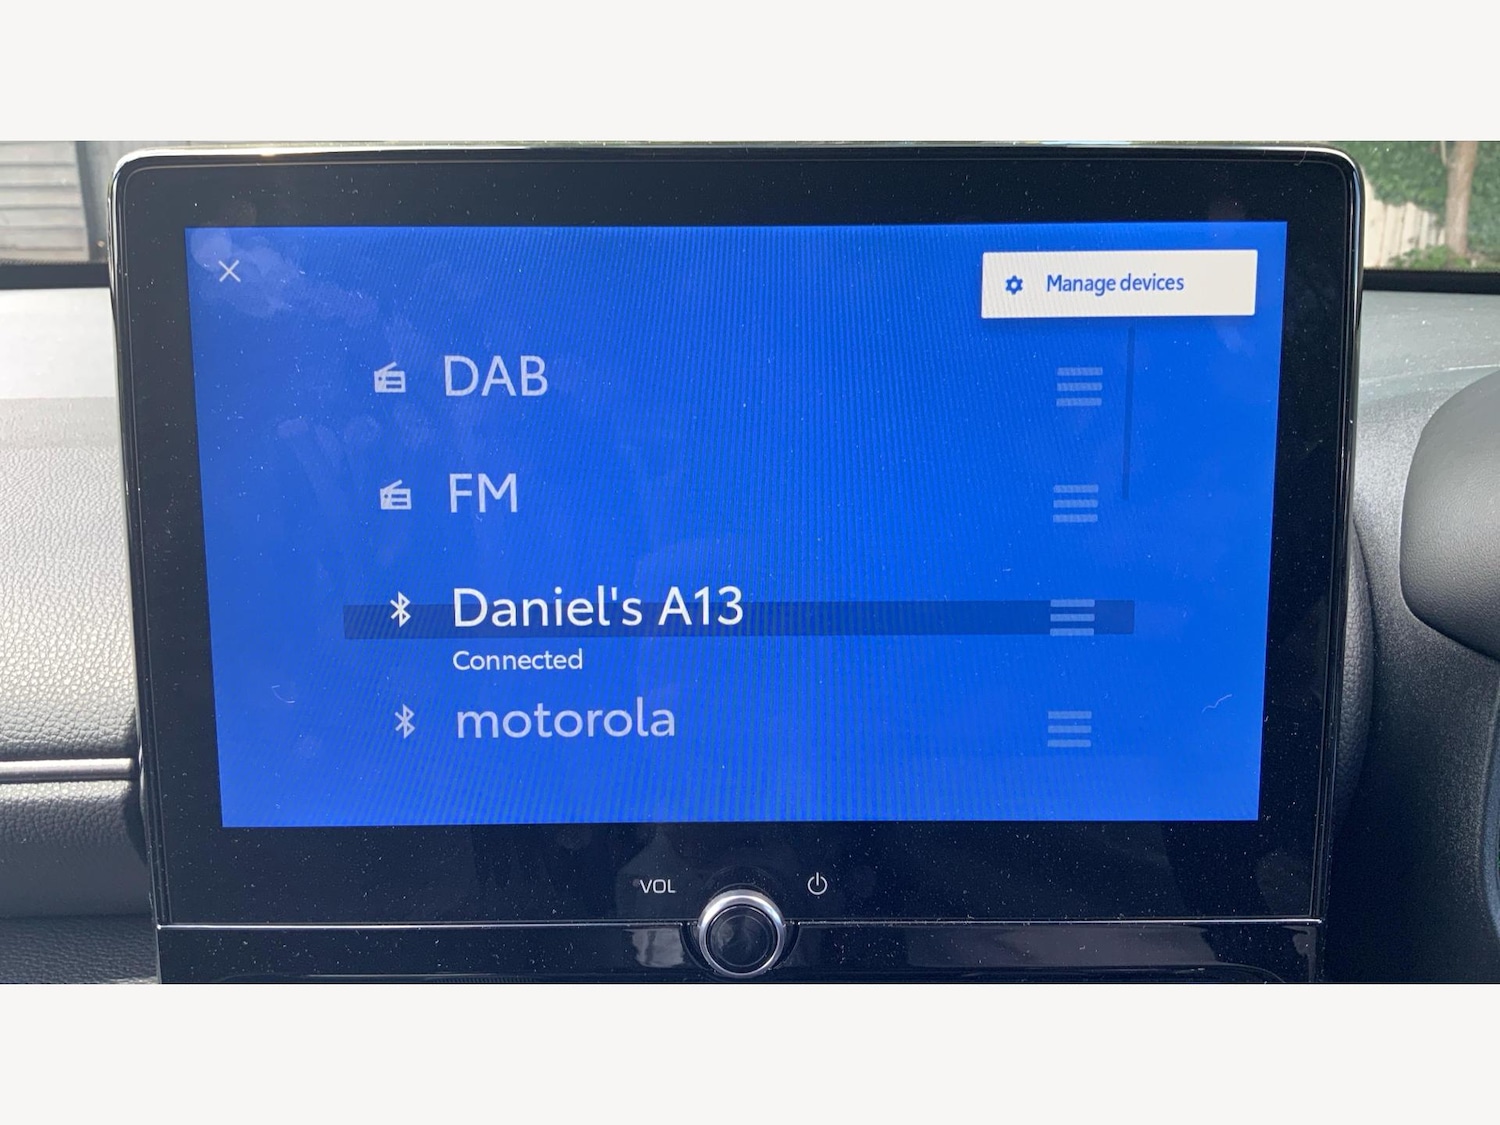 Manage devices
DAB
FM
Daniel's A13
Connected
motorola
VOL